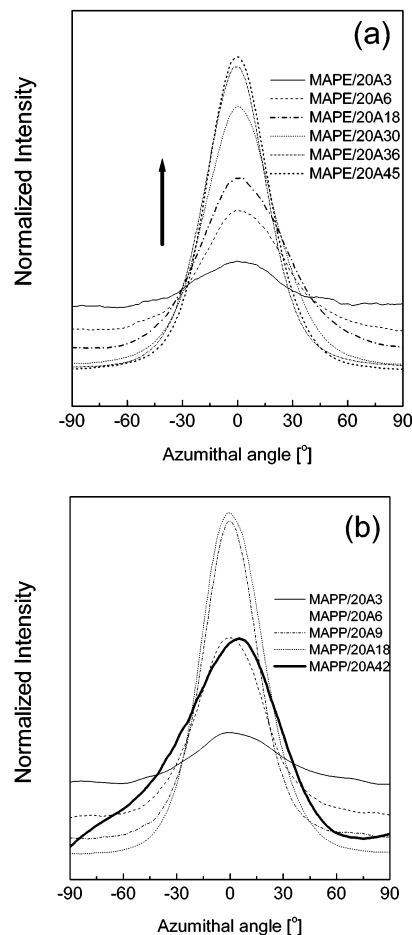 (a)
MAPE/20A3
MAPE/20A6
MAPE/20A18
MAPE/20A30
MAPE/20A36
MAPE/20A45
Normalized Intensity
-90 -60 -30 0 30 60 90
Azumithal angle [°]
(b)
MAPP/20A3
MAPP/20A6
MAPP/20A9
MAPP/20A18
MAPP/20A42
Normalized Intensity
-90 -60 -30 0 30 60 90
Azumithal angle [°]